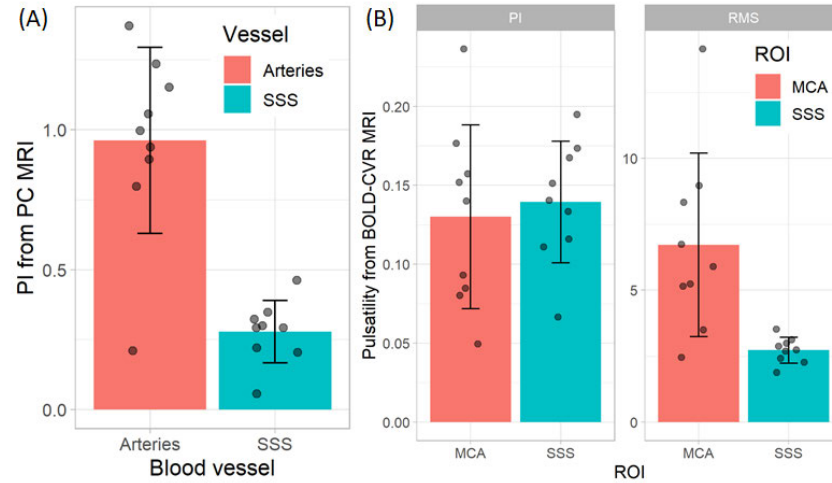 (A)
Vessel
Arteries
SSS
PI from PC MRI
1.0
0.5
0.0
Arteries SSS
Blood vessel
(B)
PI
RMS
ROI
MCA
SSS
Pulsatility from BOLD-CVR MRI
0.20
0.15
0.10
0.05
0.00
10
5
0
MCA SSS
MCA SSS
ROI